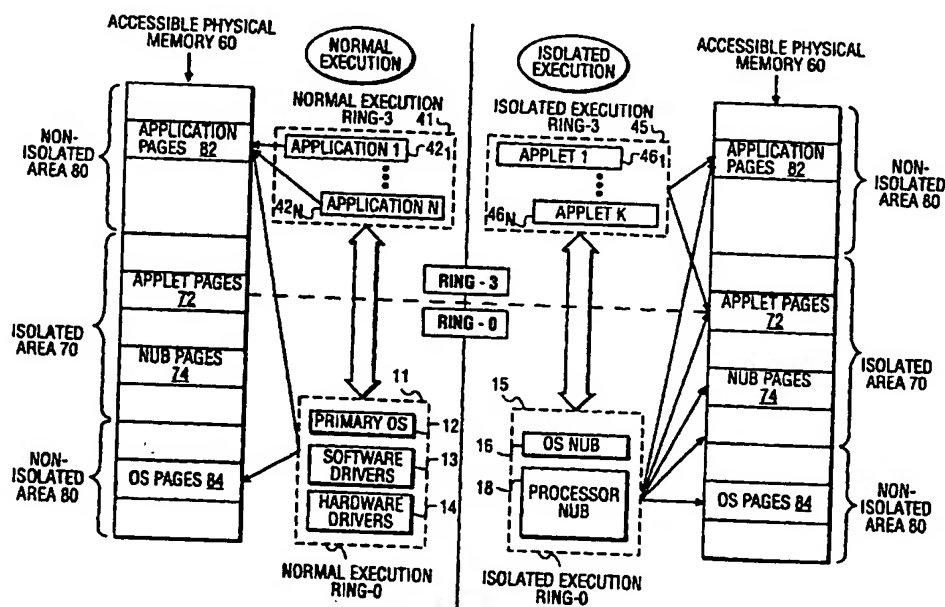 ACCESSIBLE PHYSICAL
MEMORY 60
NORMAL
EXECUTION
NORMAL EXECUTION
RING-3 41
NON-
ISOLATED
AREA 80
APPLICATION
PAGES 82
APPLICATION 1
42₁
42N
APPLICATION N
APPLET PAGES
72
ISOLATED
AREA 70
NUB PAGES
74
NON-
ISOLATED
AREA 80
OS PAGES 84
11
PRIMARY OS
12
SOFTWARE
DRIVERS
13
HARDWARE
DRIVERS
14
NORMAL EXECUTION
RING-0
RING - 3
RING - 0
ISOLATED
EXECUTION
ISOLATED EXECUTION
RING-3 45
APPLET 1
46₁
46N
APPLET K
15
16
OS NUB
18
PROCESSOR
NUB
ISOLATED EXECUTION
RING-0
ACCESSIBLE PHYSICAL
MEMORY 60
APPLICATION
PAGES 82
NON-
ISOLATED
AREA 80
APPLET PAGES
72
NUB PAGES
74
ISOLATED
AREA 70
OS PAGES 84
NON-
ISOLATED
AREA 80